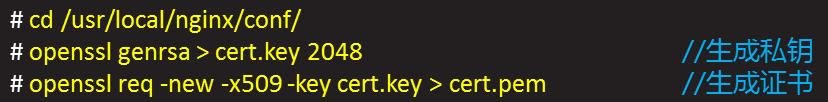 # cd /usr/local/nginx/conf/
# openssl genrsa > cert.key 2048 //生成私钥
# openssl req -new -x509 -key cert.key > cert.pem //生成证书